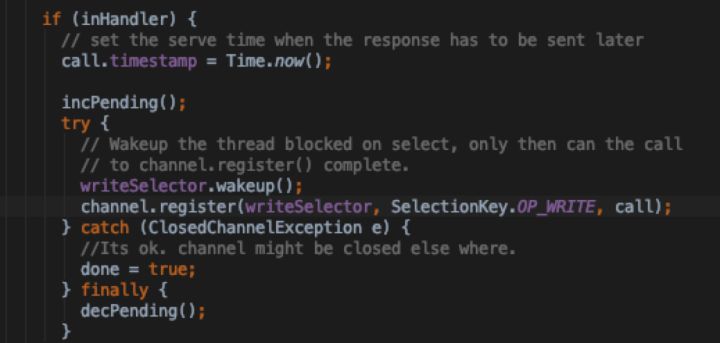 if (inHandler) {
// set the serve time when the response has to be sent later
call.timestamp = Time.now();
incPending();
try {
// Wakeup the thread blocked on select, only then can the call
// to channel.register() complete.
writeSelector.wakeup();
channel.register(writeSelector, SelectionKey.OP_WRITE, call);
} catch (ClosedChannelException e) {
//Its ok. channel might be closed else where.
done = true;
} finally {
decPending();
}